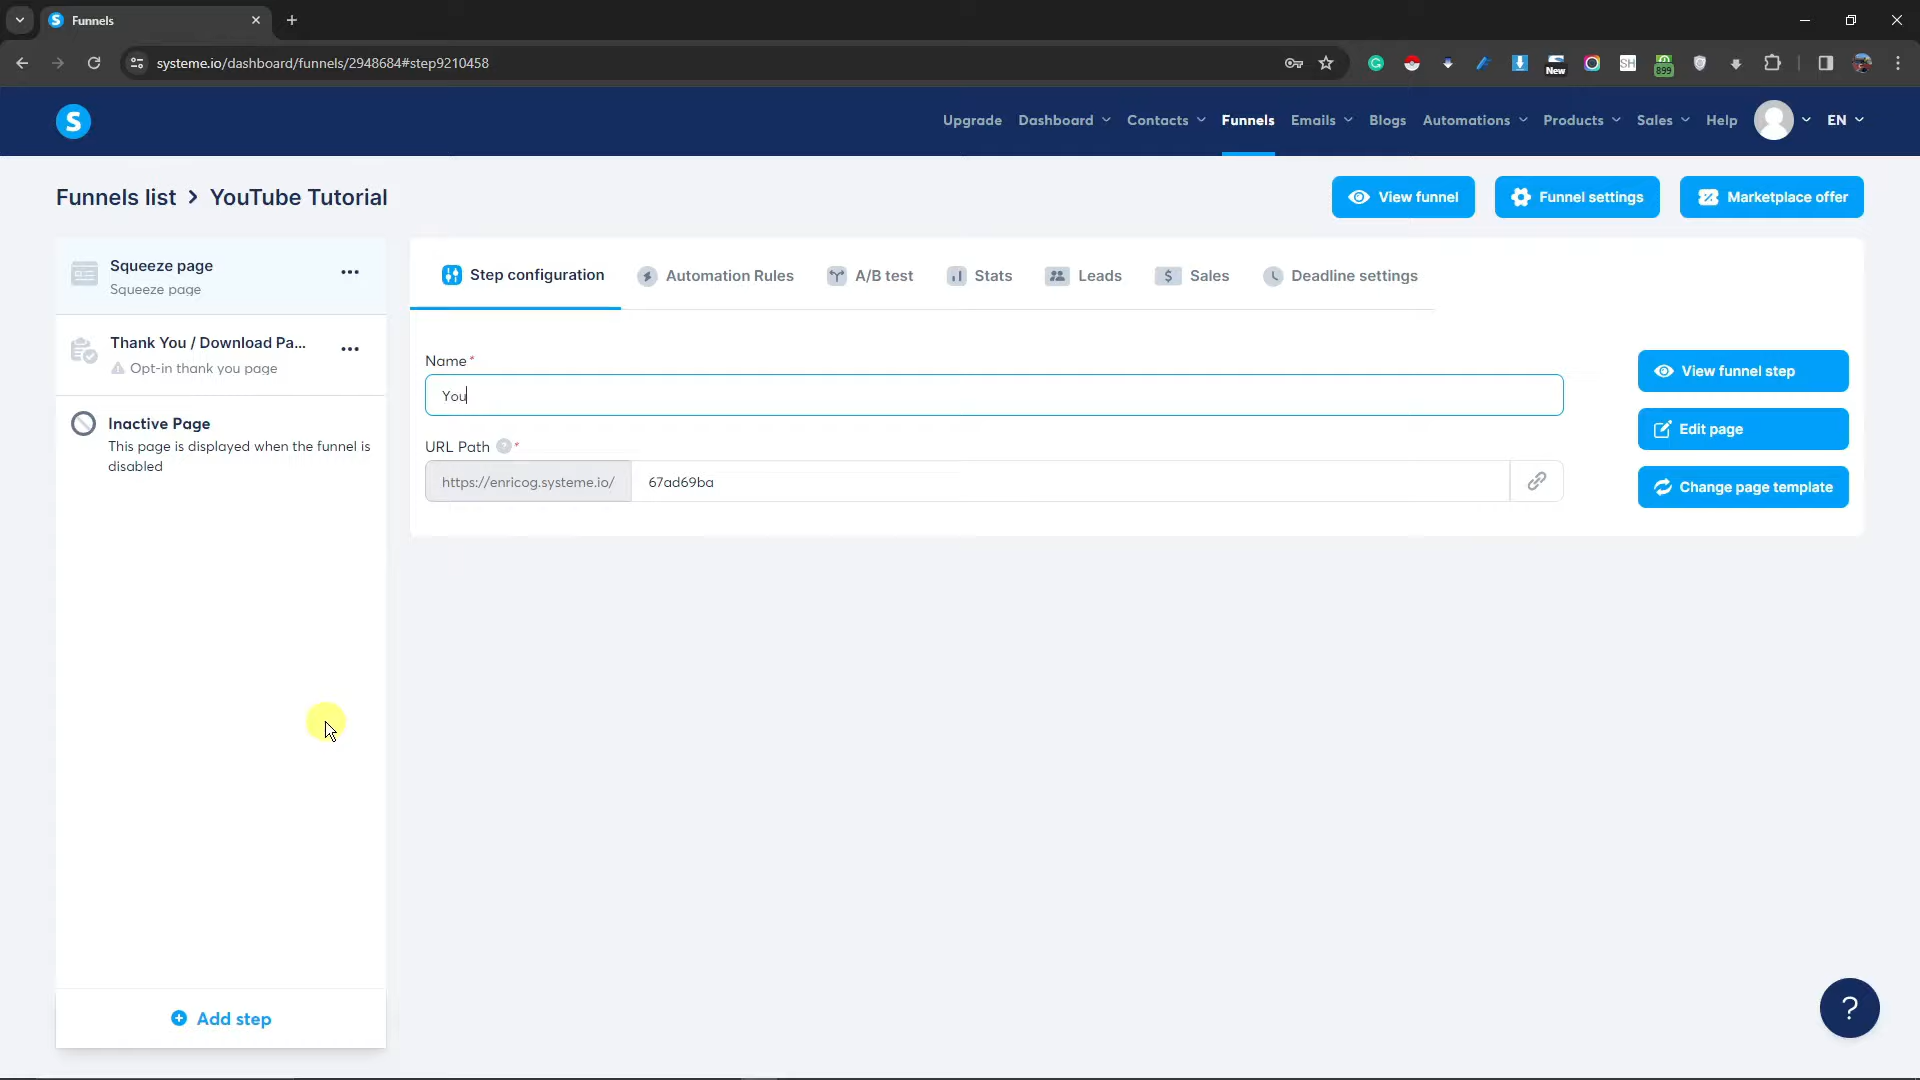 S Funnels
systeme.io/dashboard/funnels/2948684#step9210458
SH
New
899
S
Upgrade Dashboard Contacts Funnels Emails Blogs Automations Products Sales Help EN
Funnels list > YouTube Tutorial
View funnel Funnel settings Marketplace offer
Squeeze page
Squeeze page
Thank You / Download Pa...
Opt-in thank you page
Inactive Page
This page is displayed when the funnel is
disabled
Add step
Step configuration Automation Rules A/B test Stats Leads $ Sales Deadline settings
Name *
You
URL Path ? *
https://enricog.systeme.io/ 67ad69ba
View funnel step
Edit page
Change page template
?